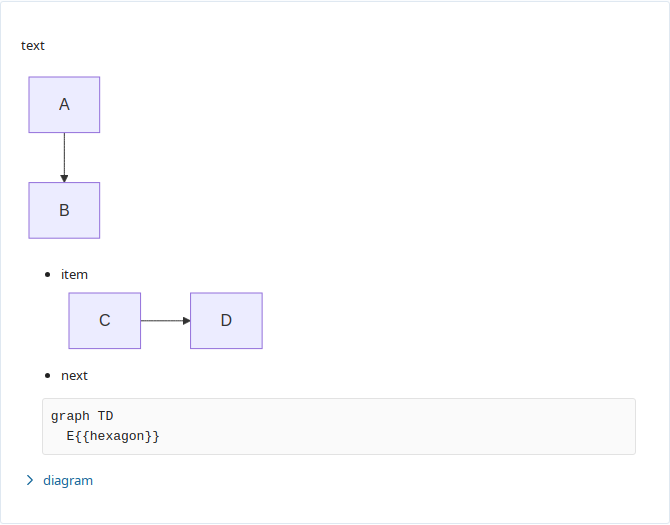 text
A
B
item
C D
next
graph TD
  E{{hexagon}}
diagram